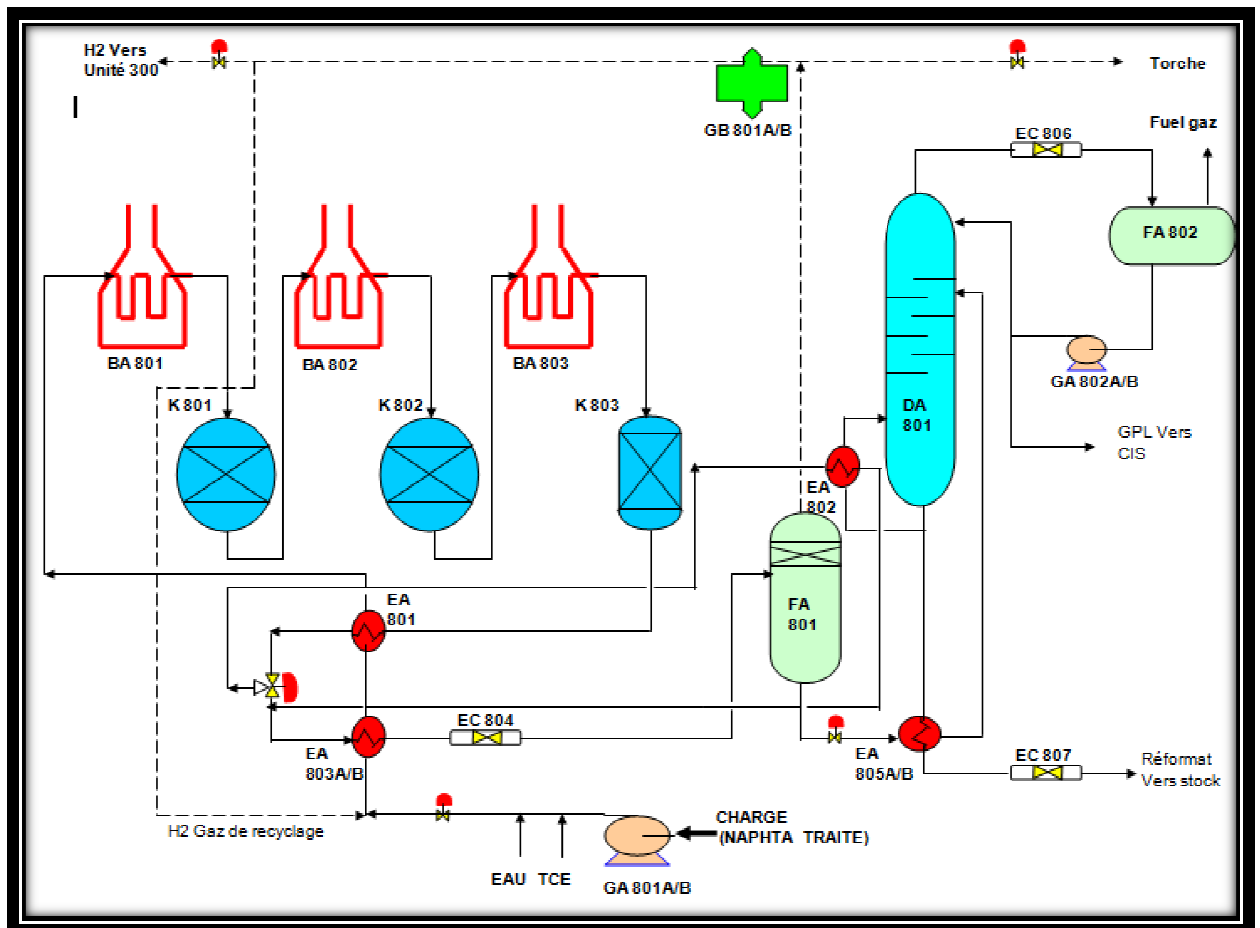 H2 Vers
Unité 300
Torche
GB 801A/B
Fuel gaz
EC 806
FA 802
BA 801
BA 802
BA 803
GA 802A/B
K 801
K 802
K 803
DA
801
GPL Vers
CIS
EA
802
EA
801
FA
801
EC 804
EA
803A/B
EA
805A/B
EC 807
Réformat
Vers stock
H2 Gaz de recyclage
CHARGE
(NAPHTA TRAITE)
EAU TCE
GA 801A/B